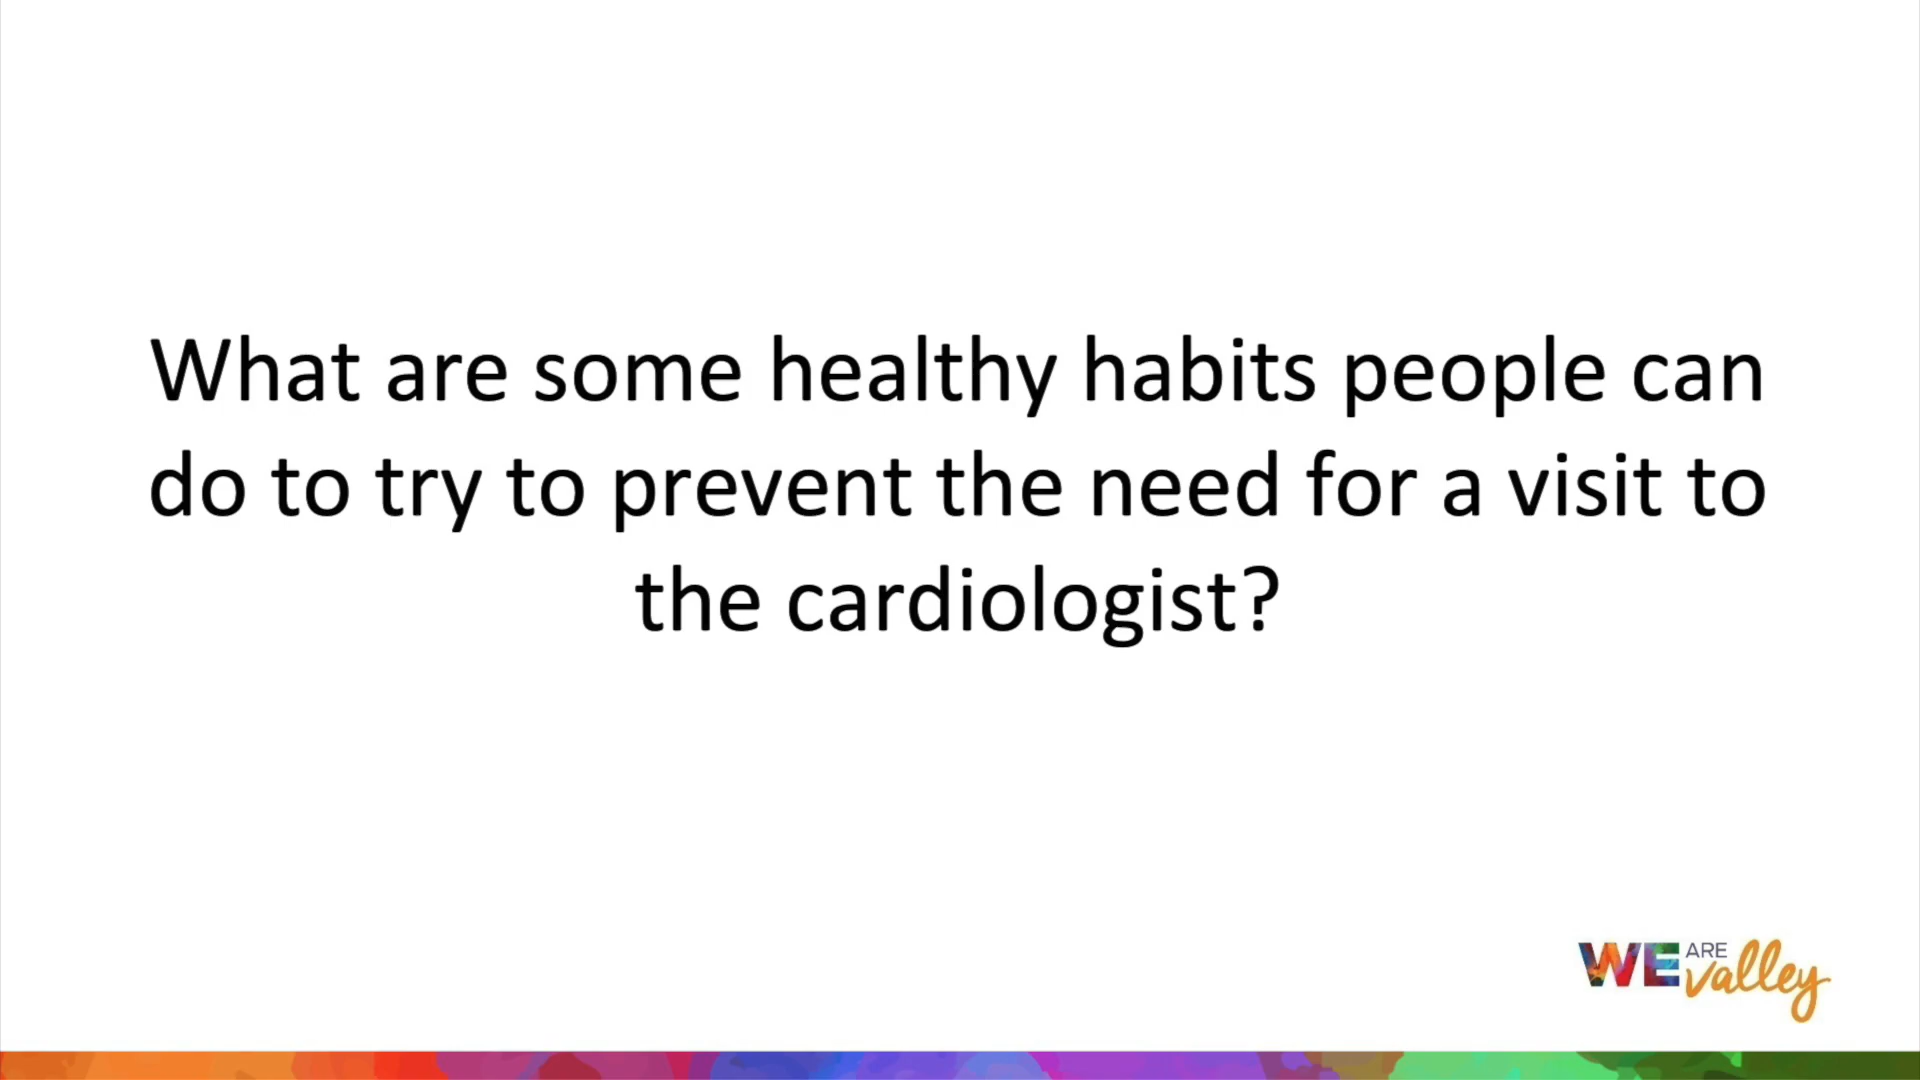 What are some healthy habits people can
do to try to prevent the need for a visit to
the cardiologist?
WE ARE valley